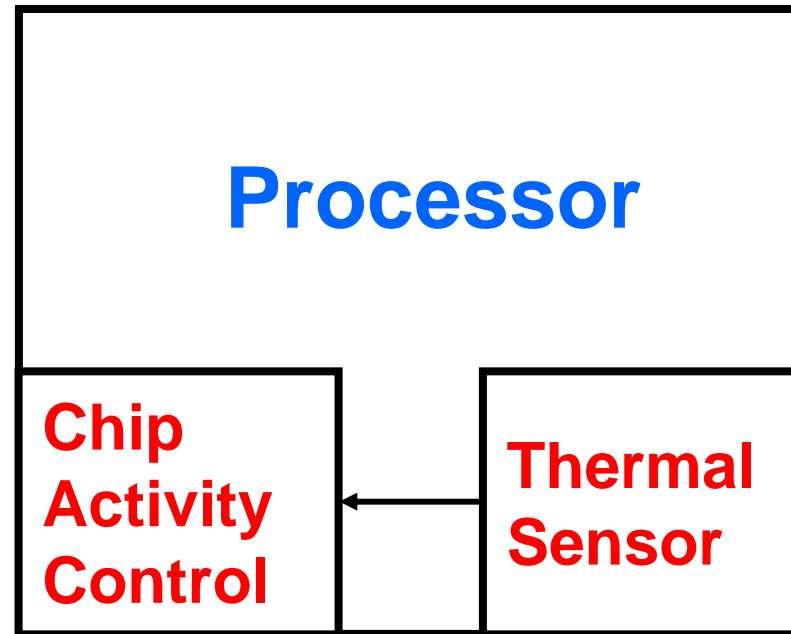 Processor
Chip
Activity
Control
Thermal
Sensor